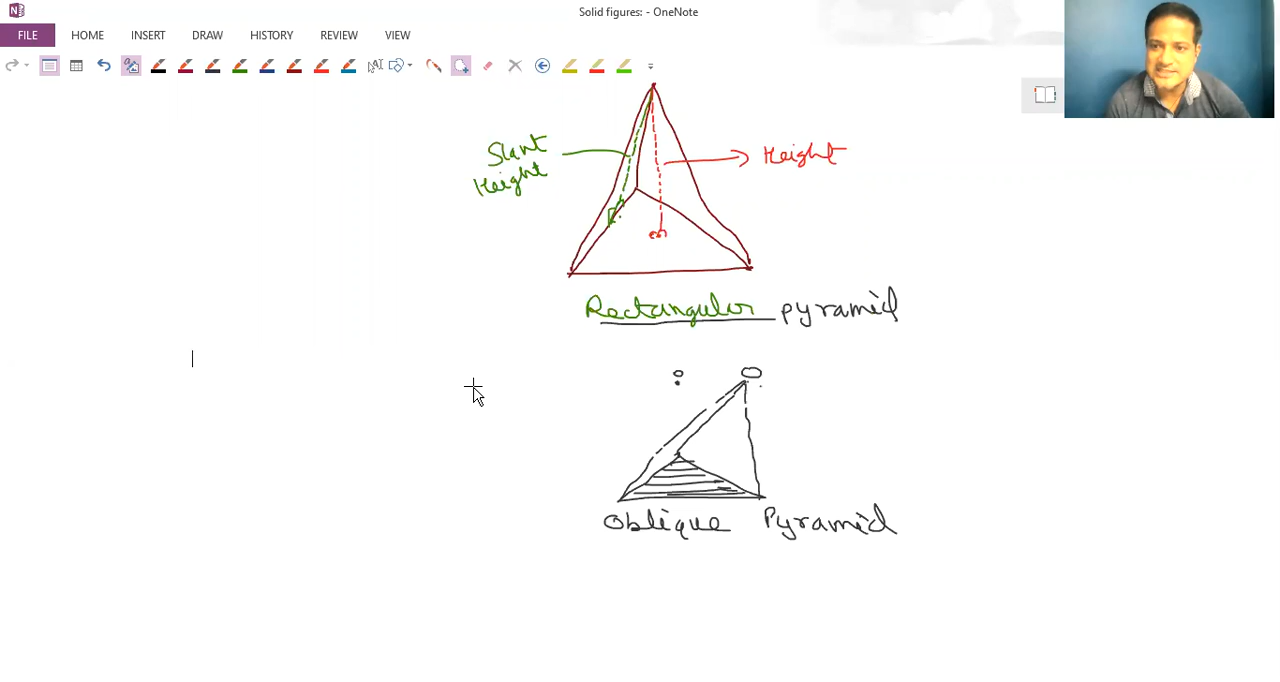 Solid figures: - OneNote
FILE HOME INSERT DRAW HISTORY REVIEW VIEW
Slant
Height
Height
Rectangular pyramid
Oblique Pyramid